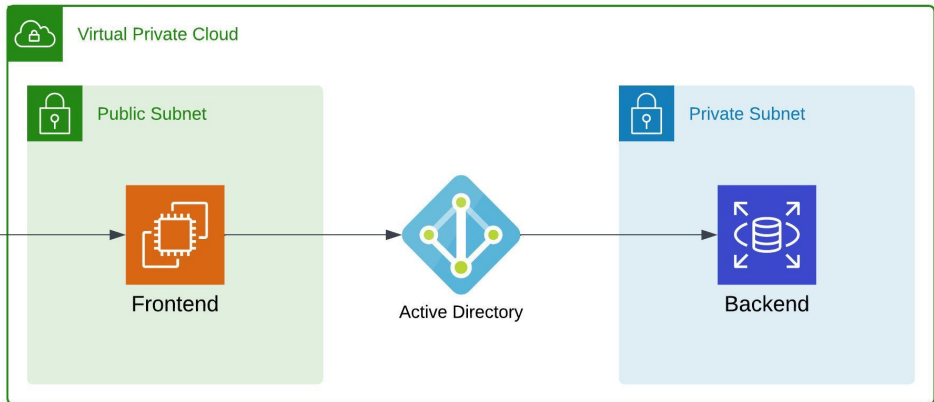 Virtual Private Cloud
Public Subnet
Private Subnet
Frontend
Active Directory
Backend